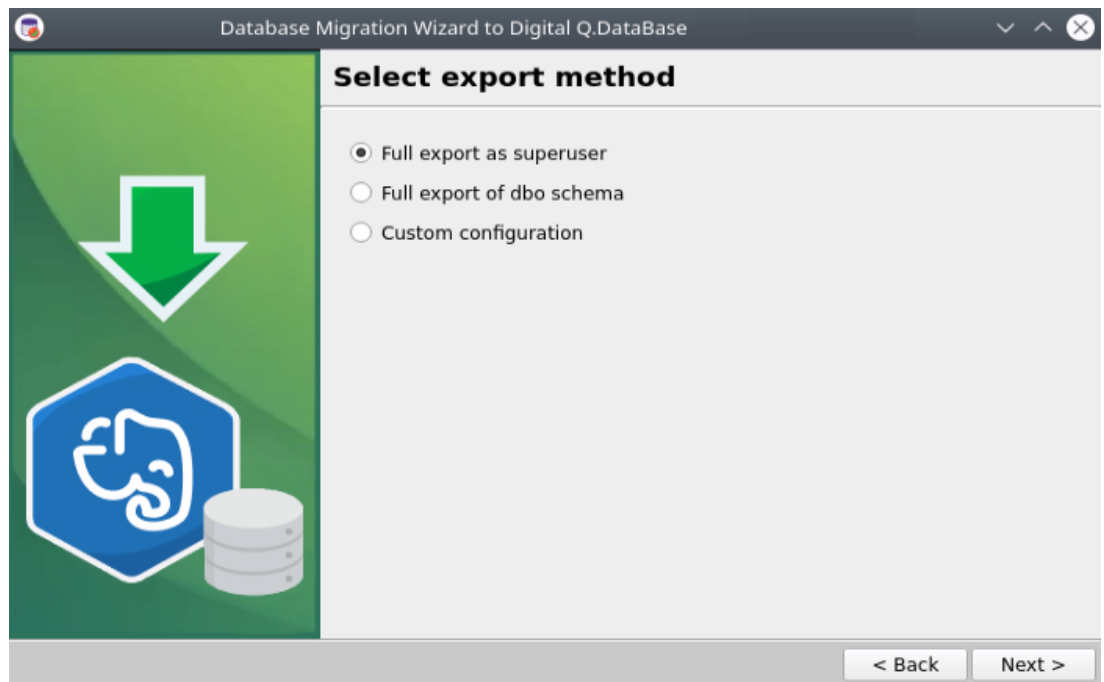 Database Migration Wizard to Digital Q.DataBase
Select export method
Full export as superuser
Full export of dbo schema
Custom configuration
< Back
Next >